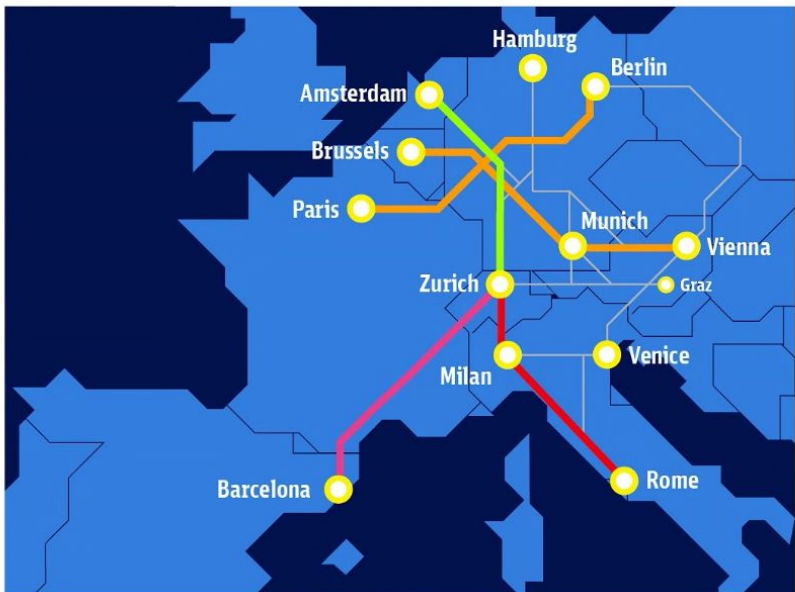 Hamburg
Berlin
Amsterdam
Brussels
Paris
Munich
Vienna
Zurich
Graz
Milan
Venice
Barcelona
Rome